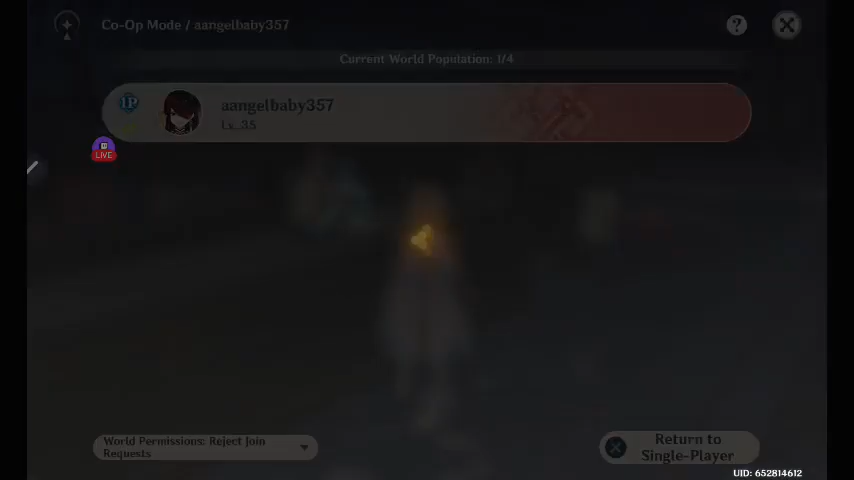 Co-Op Mode / aangelbaby357
?
Current World Population: 1/4
1P
aangelbaby357
Lv. 35
LIVE
World Permissions: Reject Join
Requests
Return to
Single-Player
UID: 652814612